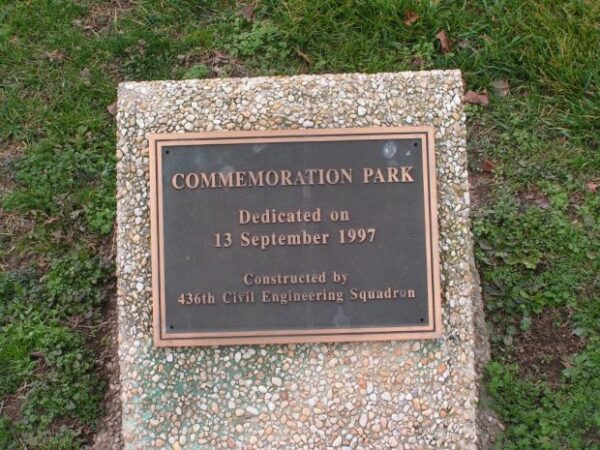 COMMEMORATION PARK
Dedicated on
13 September 1997
Constructed by
436th Civil Engineering Squadron